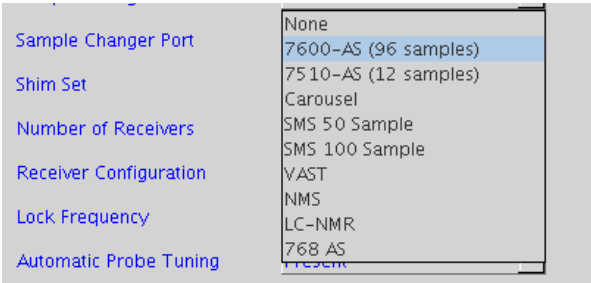 None
Sample Changer Port
7600-AS (96 samples)
7510-AS (12 samples)
Shim Set
Carousel
SMS 50 Sample
Number of Receivers
SMS 100 Sample
Receiver Configuration
VAST
NMS
Lock Frequency
LC-NMR
768 AS
Automatic Probe Tuning
Present